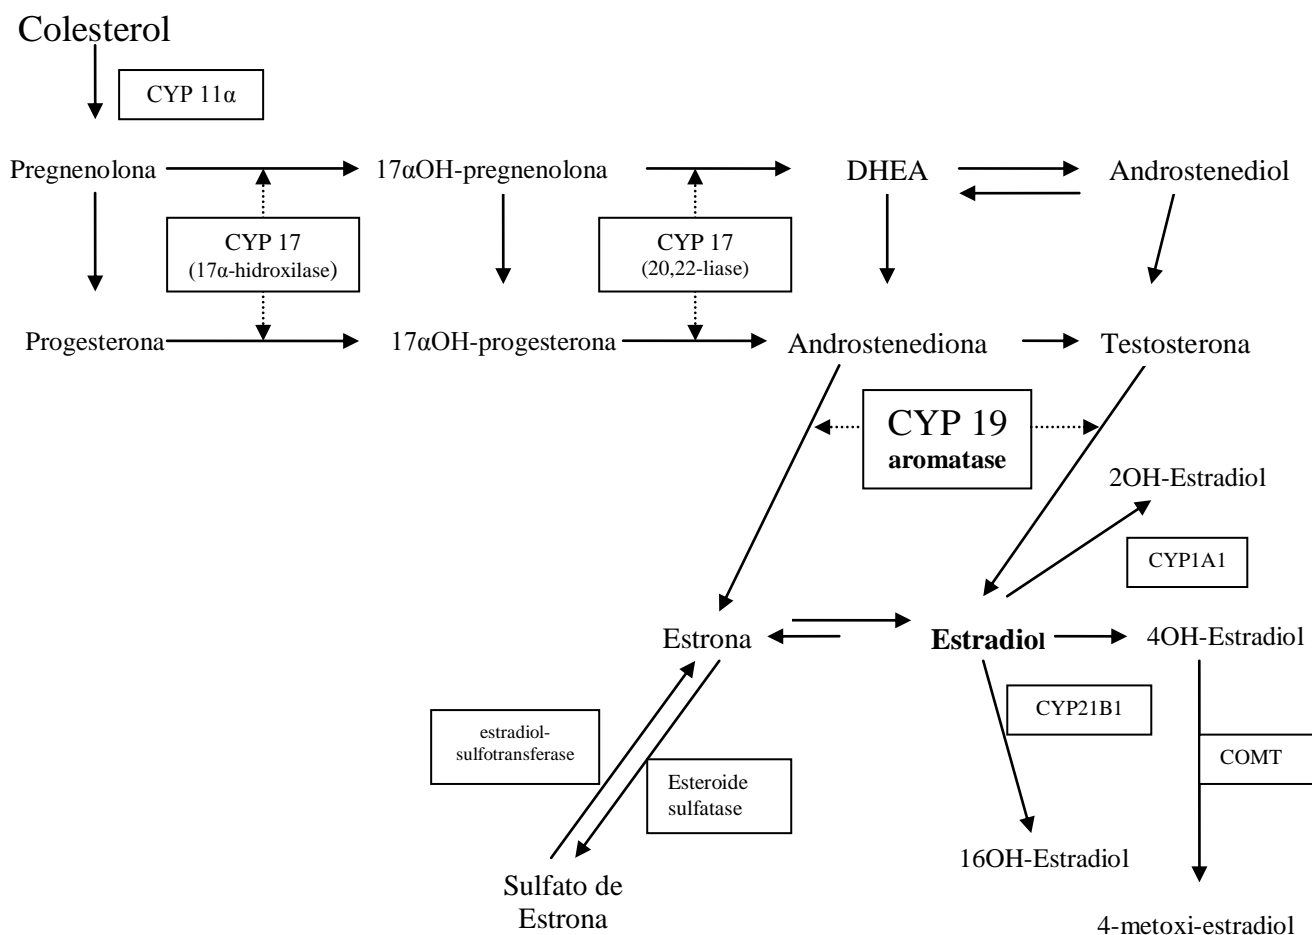 Colesterol
CYP 11α
Pregnenolona
17αOH-pregnenolona
DHEA
Androstenediol
CYP 17
(17α-hidroxilase)
CYP 17
(20,22-liase)
Progesterona
17αOH-progesterona
Androstenediona
Testosterona
CYP 19
aromatase
2OH-Estradiol
CYP1A1
Estrona
Estradiol
4OH-Estradiol
CYP21B1
estradiol-
sulfotransferase
COMT
Esteroide
sulfatase
16OH-Estradiol
Sulfato de
Estrona
4-metoxi-estradiol